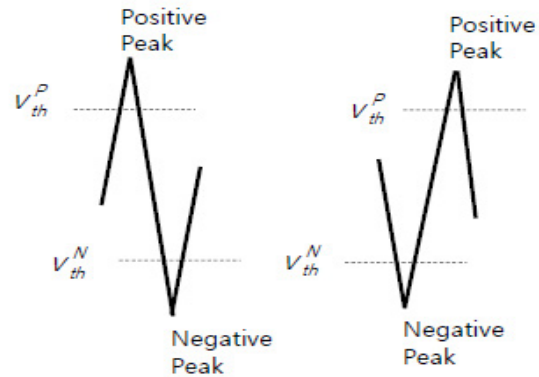 Positive
Peak
V_th^P
V_th^N
Negative
Peak
Positive
Peak
V_th^P
V_th^N
Negative
Peak